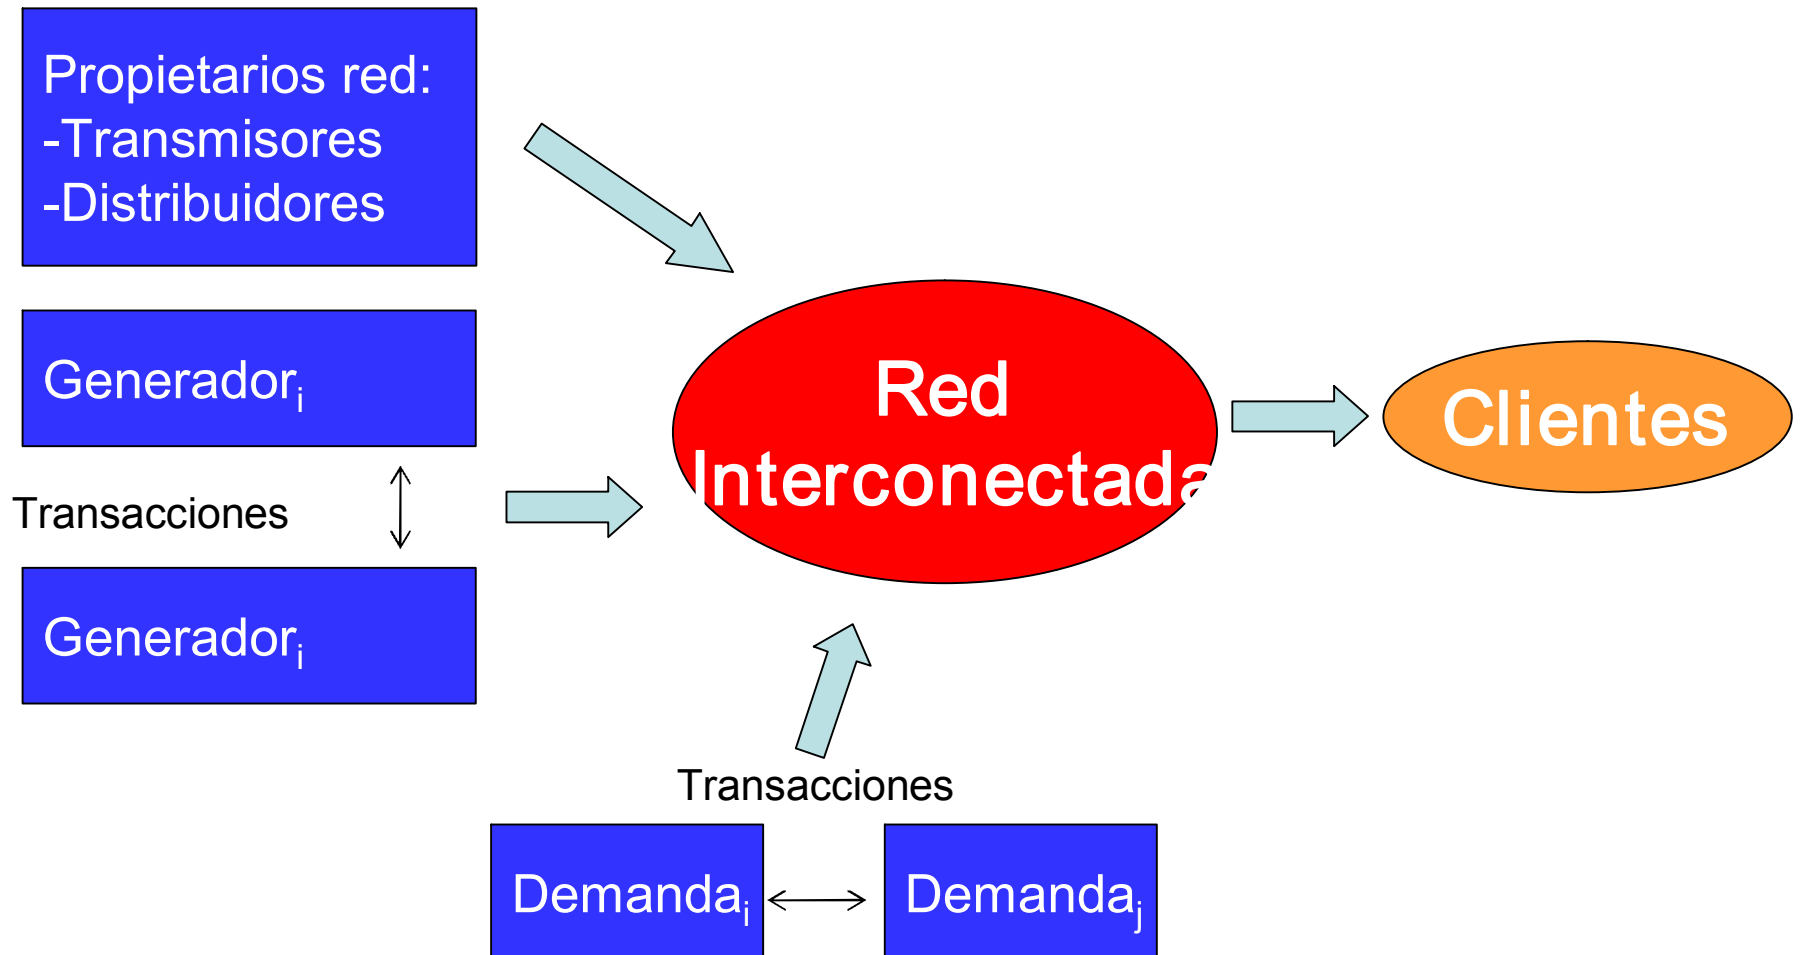 Propietarios red:
-Transmisores
-Distribuidores
Generadori
Transacciones
Generadori
Red
Interconectada
Clientes
Transacciones
Demandai
Demandaj